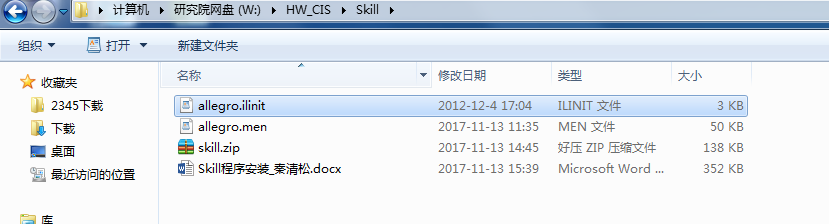 计算机 研究院网盘 (W:) HW_CIS Skill
组织 打开 新建文件夹
收藏夹
2345下载
下载
桌面
最近访问的位置
库
名称 修改日期 类型 大小
allegro.ilinit 2012-12-4 17:04 ILINIT 文件 3 KB
allegro.men 2017-11-13 11:35 MEN 文件 50 KB
skill.zip 2017-11-13 14:45 好压 ZIP 压缩文件 138 KB
Skill程序安装_秦清松.docx 2017-11-13 15:39 Microsoft Word ... 352 KB